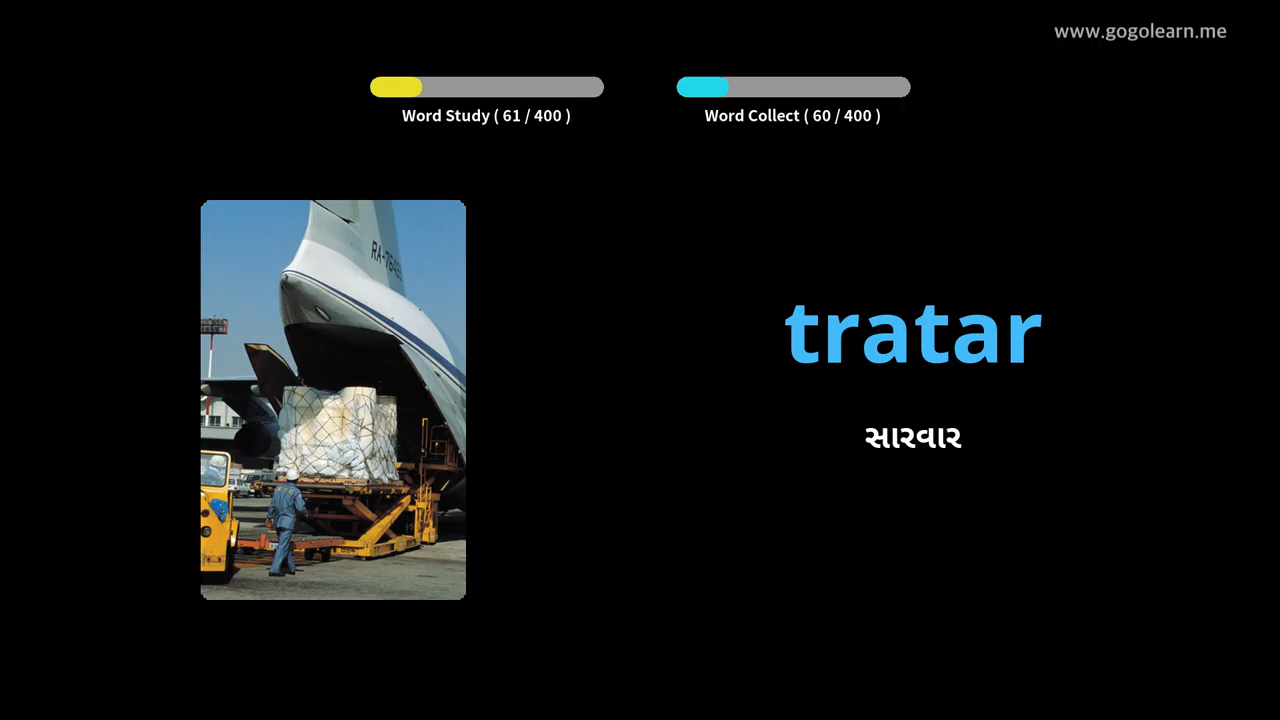 www.gogolearn.me
Word Study ( 61 / 400 )
Word Collect ( 60 / 400 )
tratar
સારવાર